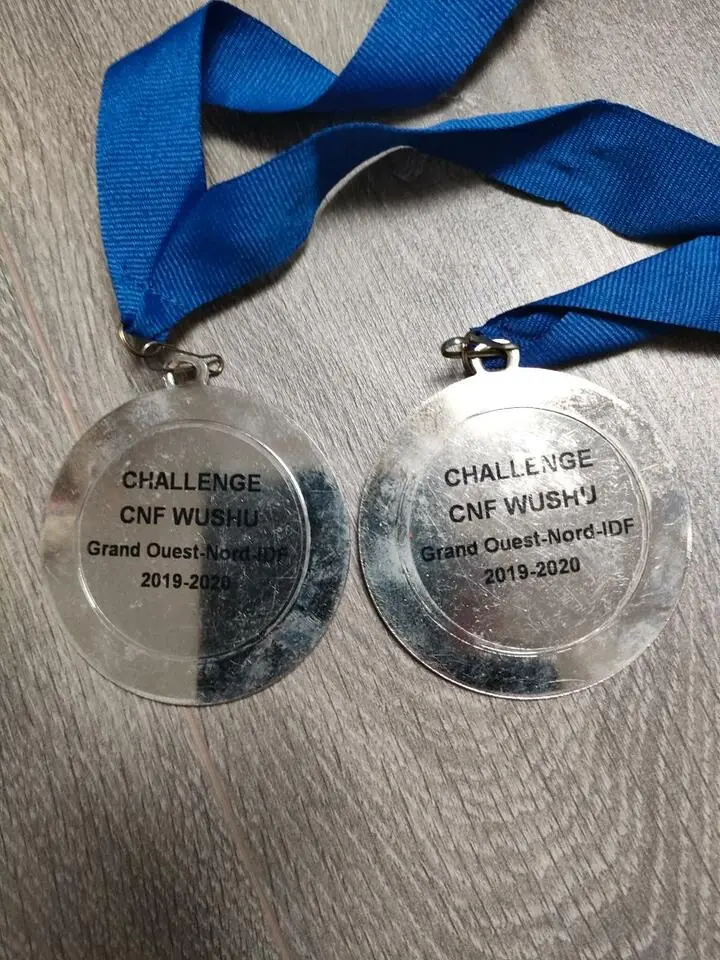 CHALLENGE
CNF WUSHU
Grand Ouest-Nord-IDF
2019-2020
CHALLENGE
CNF WUSHU
Grand Ouest-Nord-IDF
2019-2020